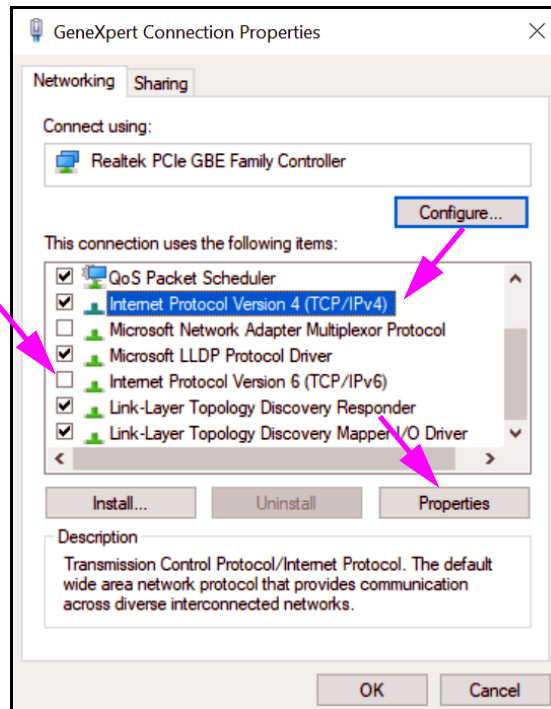 GeneXpert Connection Properties
Networking Sharing
Connect using:
Realtek PCIe GBE Family Controller
Configure...
This connection uses the following items:
QoS Packet Scheduler
Internet Protocol Version 4 (TCP/IPv4)
Microsoft Network Adapter Multiplexor Protocol
Microsoft LLDP Protocol Driver
Internet Protocol Version 6 (TCP/IPv6)
Link-Layer Topology Discovery Responder
Link-Layer Topology Discovery Mapper I/O Driver
Install... Uninstall Properties
Description
Transmission Control Protocol/Internet Protocol. The default
wide area network protocol that provides communication
across diverse interconnected networks.
OK Cancel